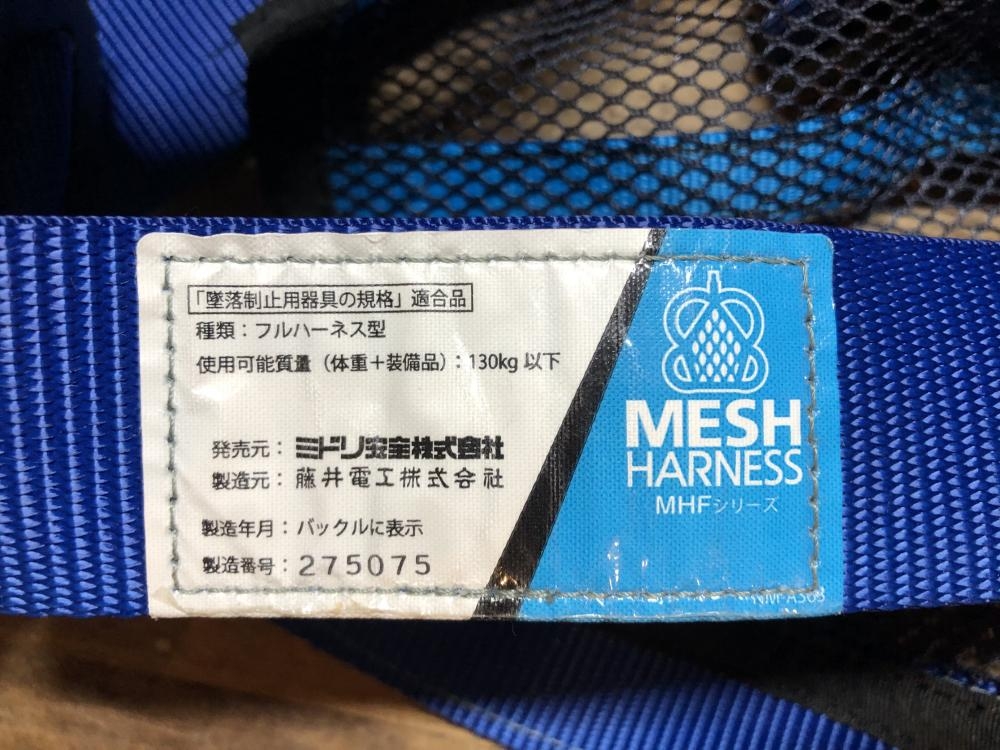 「墜落制止用器具の規格」適合品
種類：フルハーネス型
使用可能質量（体重＋装備品）：130kg 以下
発売元：ミドリ安全株式会社
製造元：藤井電工株式会社
製造年月：バックルに表示
製造番号：275075
MESH
HARNESS
MHFシリーズ